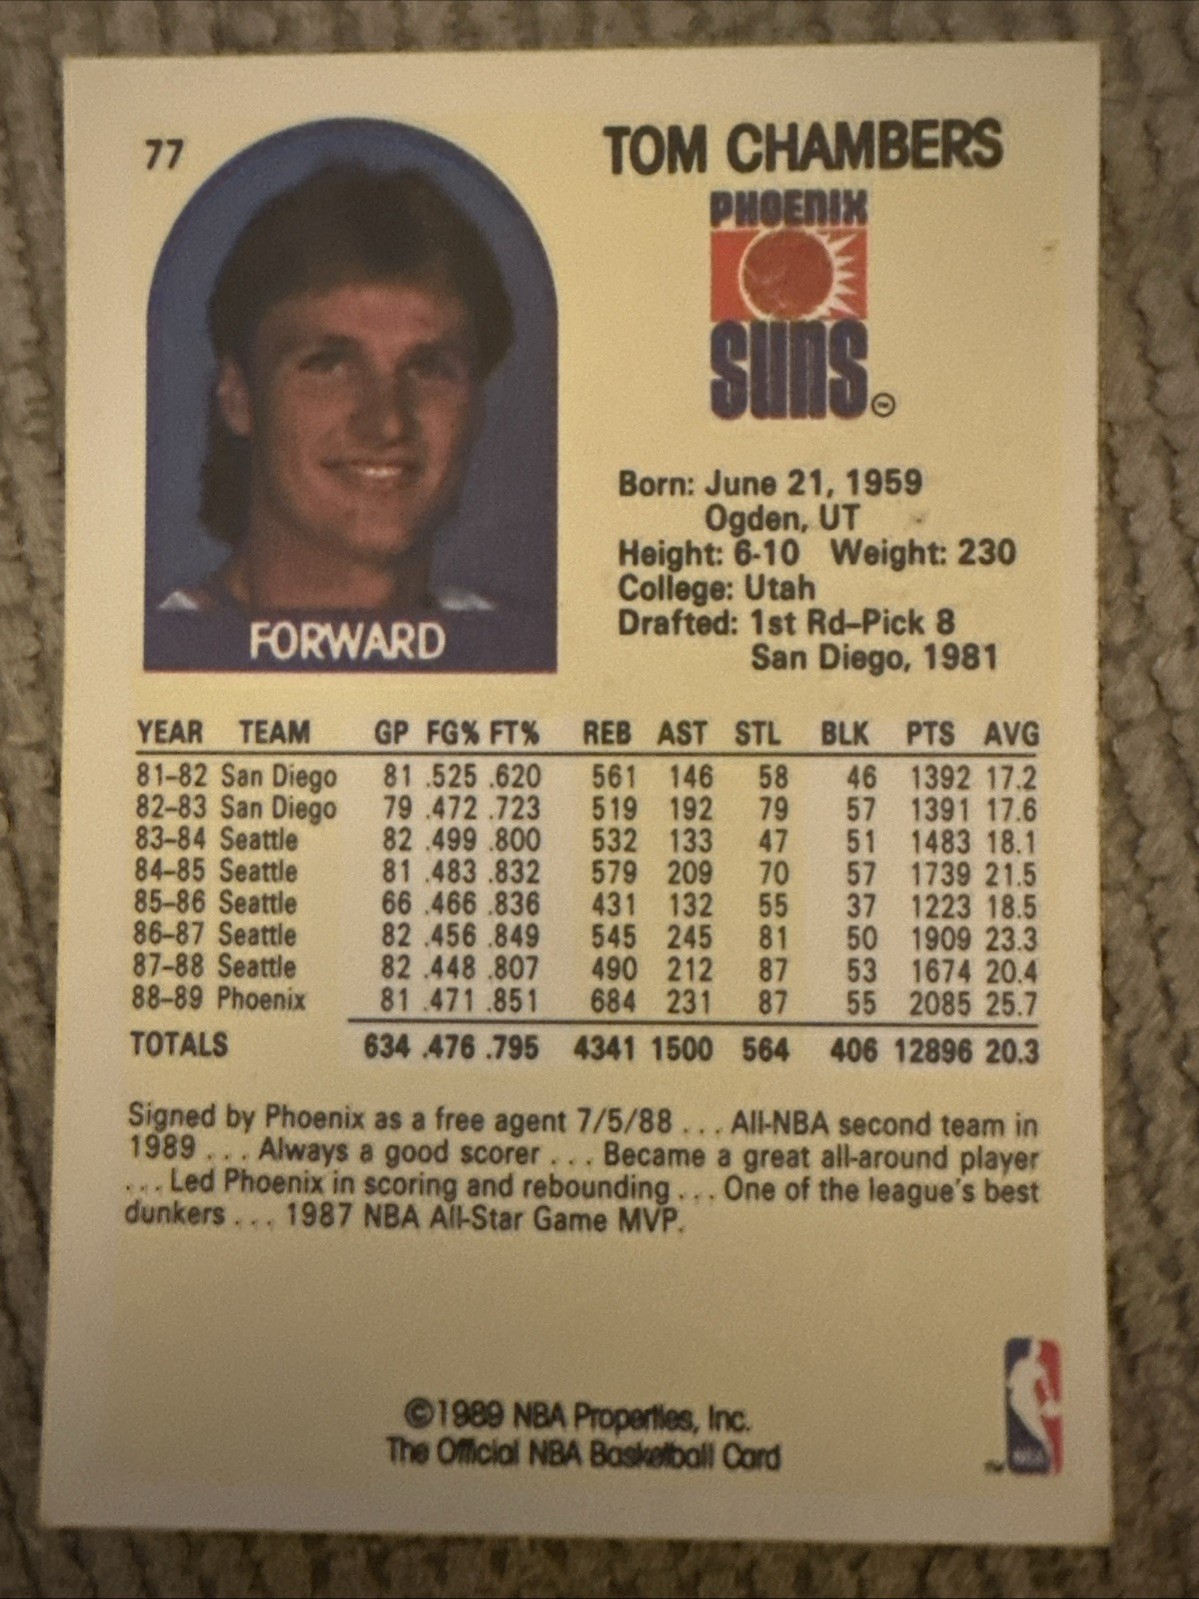 77
TOM CHAMBERS
PHOENIX
SUNS
TM
FORWARD
Born: June 21, 1959
Ogden, UT
Height: 6-10 Weight: 230
College: Utah
Drafted: 1st Rd–Pick 8
San Diego, 1981
YEAR TEAM GP FG% FT% REB AST STL BLK PTS AVG
81–82 San Diego 81 .525 .620 561 146 58 46 1392 17.2
82–83 San Diego 79 .472 .723 519 192 79 57 1391 17.6
83–84 Seattle 82 .499 .800 532 133 47 51 1483 18.1
84–85 Seattle 81 .483 .832 579 209 70 57 1739 21.5
85–86 Seattle 66 .466 .836 431 132 55 37 1223 18.5
86–87 Seattle 82 .456 .849 545 245 81 50 1909 23.3
87–88 Seattle 82 .448 .807 490 212 87 53 1674 20.4
88–89 Phoenix 81 .471 .851 684 231 87 55 2085 25.7
TOTALS 634 .476 .795 4341 1500 564 406 12896 20.3
Signed by Phoenix as a free agent 7/5/88 . . . All-NBA second team in
1989 . . . Always a good scorer . . . Became a great all-around player
. . . Led Phoenix in scoring and rebounding . . . One of the league's best
dunkers . . . 1987 NBA All-Star Game MVP.
©1989 NBA Properties, Inc.
The Official NBA Basketball Card
TM NBA